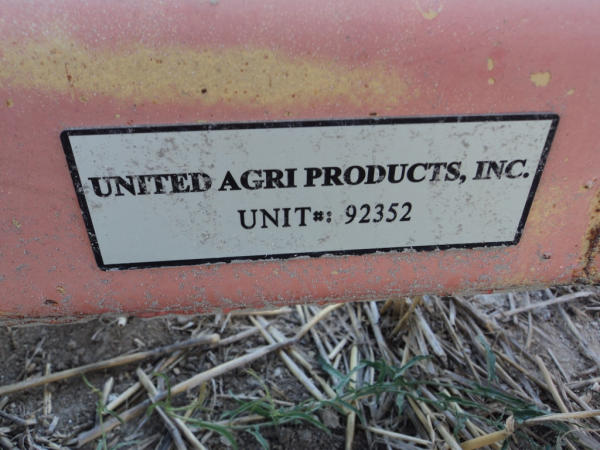 UNITED AGRI PRODUCTS, INC.
UNIT#: 92352